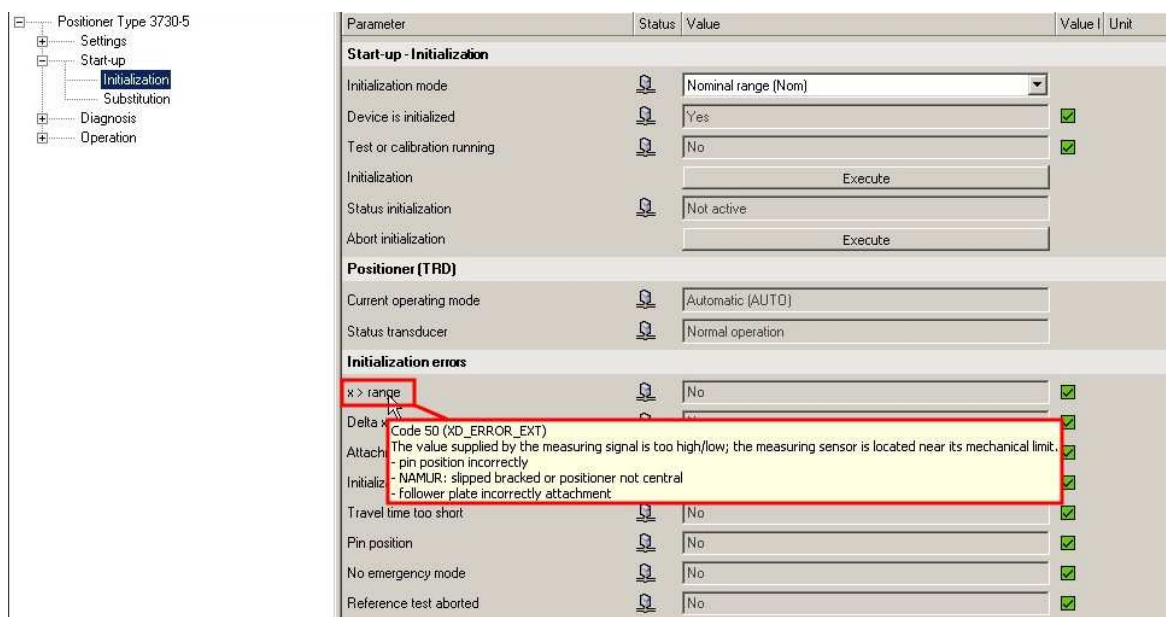 Positioner Type 3730-5
Settings
Start-up
Initialization
Substitution
Diagnosis
Operation
Parameter Status Value Value I Unit
Start-up - Initialization
Initialization mode Nominal range (Nom)
Device is initialized Yes
Test or calibration running No
Initialization Execute
Status initialization Not active
Abort initialization Execute
Positioner (TRD)
Current operating mode Automatic (AUTO)
Status transducer Normal operation
Initialization errors
x > range No
Delta x
Code 50 (XD_ERROR_EXT)
The value supplied by the measuring signal is too high/low; the measuring sensor is located near its mechanical limit.
- pin position incorrectly
- NAMUR: slipped bracked or positioner not central
- follower plate incorrectly attachment
Travel time too short No
Pin position No
No emergency mode No
Reference test aborted No